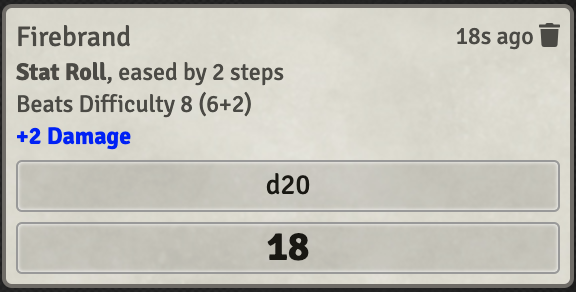 Firebrand 18s ago
Stat Roll, eased by 2 steps
Beats Difficulty 8 (6+2)
+2 Damage
d20
18